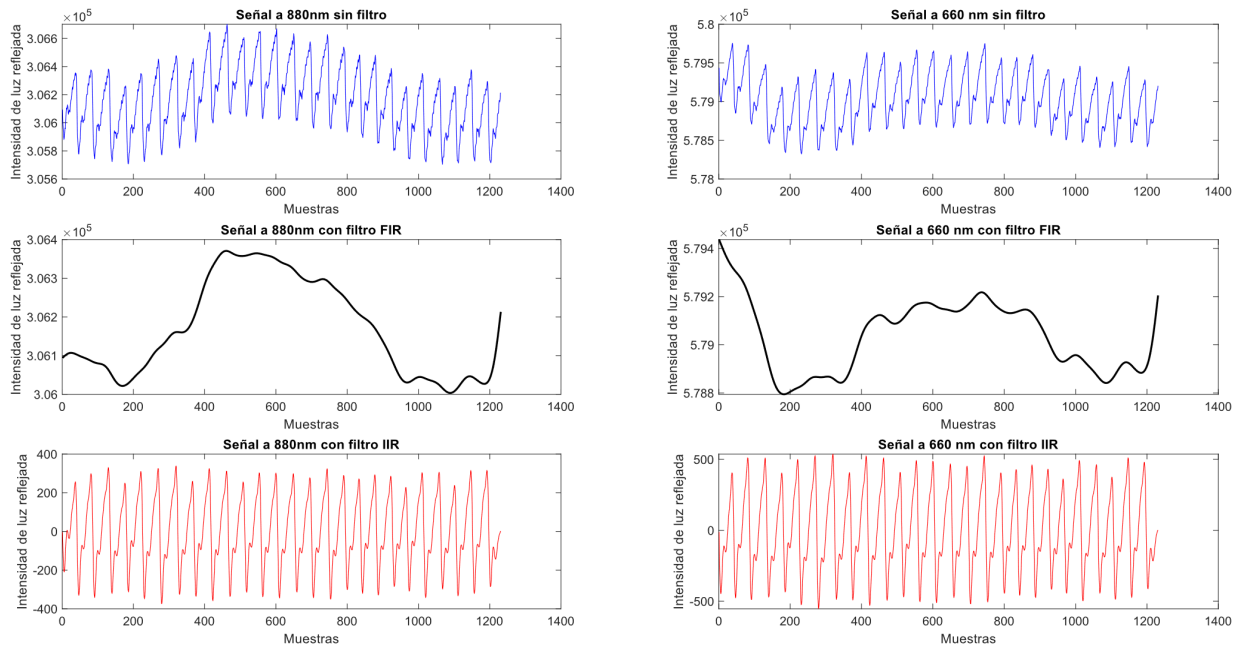 Señal a 880nm sin filtro
×10⁵
3.066
3.064
3.062
3.06
3.058
3.056
0 200 400 600 800 1000 1200 1400
Muestras
Intensidad de luz reflejada
Señal a 660 nm sin filtro
×10⁵
5.8
5.795
5.79
5.785
5.78
0 200 400 600 800 1000 1200 1400
Muestras
Intensidad de luz reflejada
Señal a 880nm con filtro FIR
×10⁵
3.064
3.063
3.062
3.061
3.06
0 200 400 600 800 1000 1200 1400
Muestras
Intensidad de luz reflejada
Señal a 660 nm con filtro FIR
×10⁵
5.794
5.792
5.79
5.788
0 200 400 600 800 1000 1200 1400
Muestras
Intensidad de luz reflejada
Señal a 880nm con filtro IIR
400
200
0
-200
-400
0 200 400 600 800 1000 1200 1400
Muestras
Intensidad de luz reflejada
Señal a 660 nm con filtro IIR
500
0
-500
0 200 400 600 800 1000 1200 1400
Muestras
Intensidad de luz reflejada